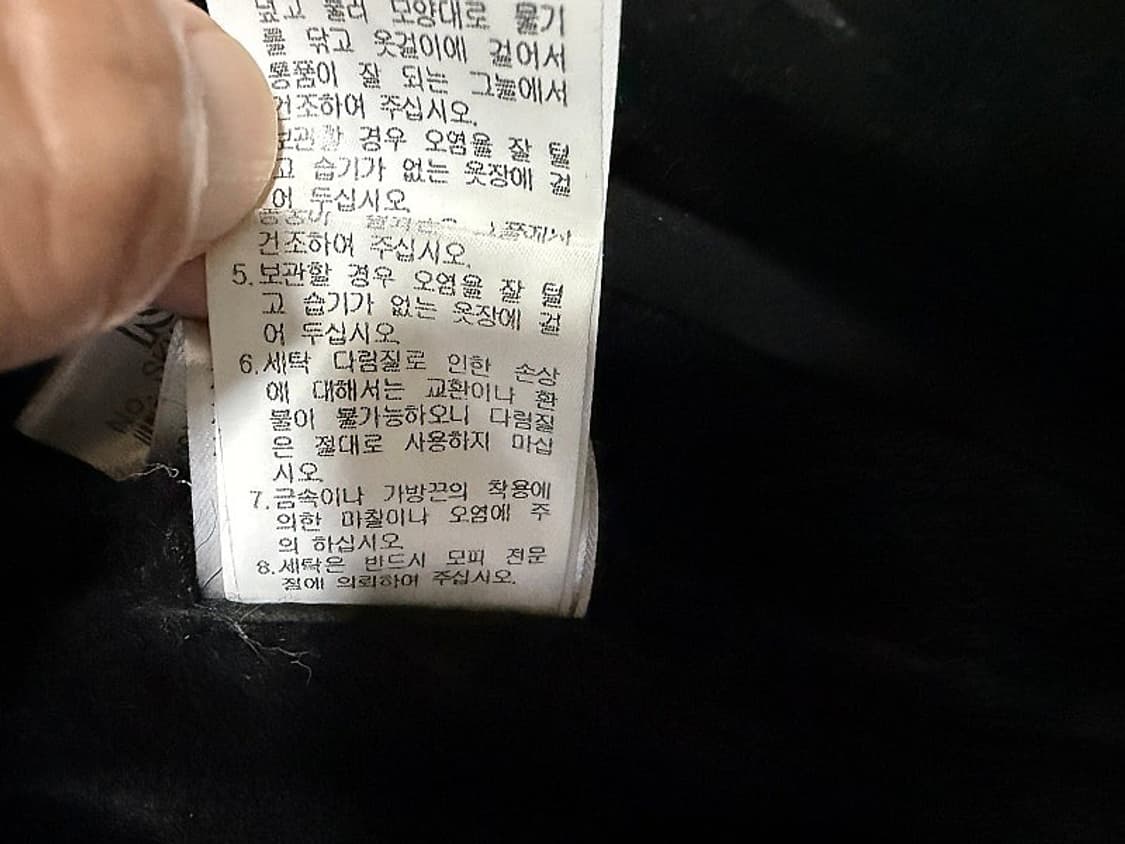 넣고 눌러 모양대로 물기
를 닦고 옷걸이에 걸어서
통풍이 잘 되는 그늘에서
건조하여 주십시오.
보관할 경우 오염을 잘 털
고 습기가 없는 옷장에 걸
어 두십시오.
건조하여 주십시오.
5.보관할 경우 오염을 잘 털
고 습기가 없는 옷장에 걸
어 두십시오.
6.세탁 다림질로 인한 손상
에 대해서는 교환이나 환
불이 불가능하오니 다림질
은 절대로 사용하지 마십
시오.
7.금속이나 가방끈의 착용에
의한 마찰이나 오염에 주
의 하십시오.
8.세탁은 반드시 모피 전문
점에 의뢰하여 주십시오.